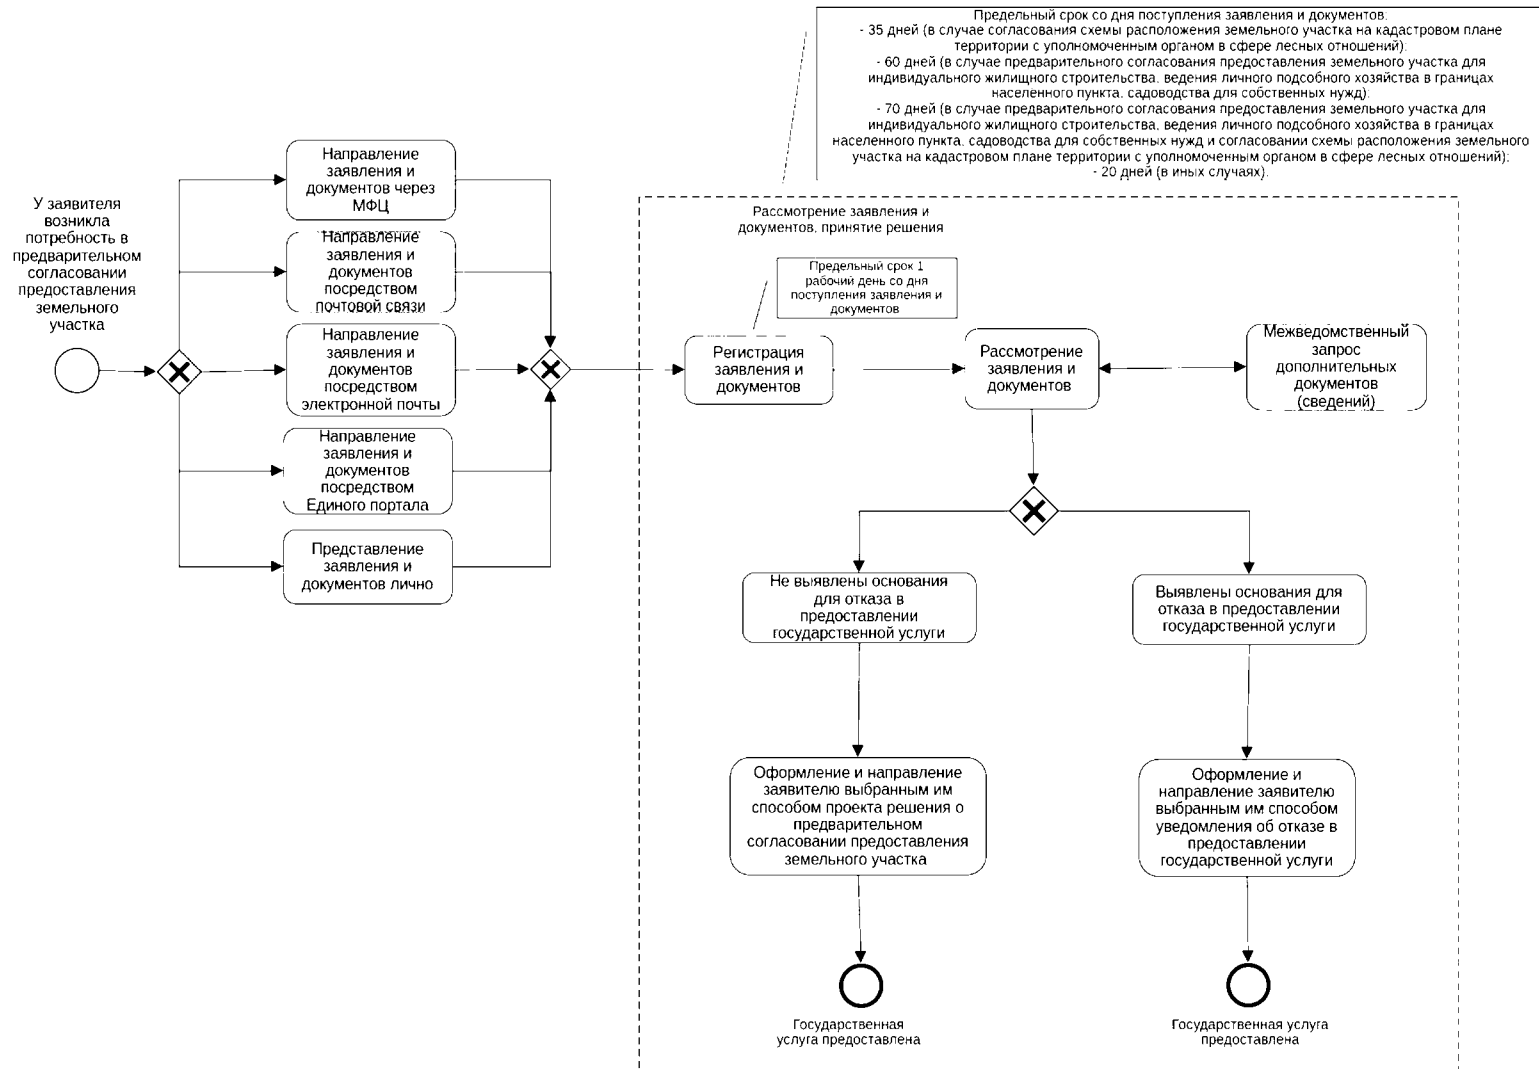 Предельный срок со дня поступления заявления и документов:
- 35 дней (в случае согласования схемы расположения земельного участка на кадастровом плане
территории с уполномоченным органом в сфере лесных отношений);
- 60 дней (в случае предварительного согласования предоставления земельного участка для
индивидуального жилищного строительства, ведения личного подсобного хозяйства в границах
населенного пункта, садоводства для собственных нужд);
- 70 дней (в случае предварительного согласования предоставления земельного участка для
индивидуального жилищного строительства, ведения личного подсобного хозяйства в границах
населенного пункта, садоводства для собственных нужд и согласовании схемы расположения земельного
участка на кадастровом плане территории с уполномоченным органом в сфере лесных отношений);
- 20 дней (в иных случаях).
У заявителя
возникла
потребность в
предварительном
согласовании
предоставления
земельного
участка
Направление
заявления и
документов через
МФЦ
Направление
заявления и
документов
посредством
почтовой связи
Направление
заявления и
документов
посредством
электронной почты
Направление
заявления и
документов
посредством
Единого портала
Представление
заявления и
документов лично
Рассмотрение заявления и
документов, принятие решения
Предельный срок 1
рабочий день со дня
поступления заявления и
документов
Регистрация
заявления и
документов
Рассмотрение
заявления и
документов
Межведомственный
запрос
дополнительных
документов
(сведений)
Не выявлены основания
для отказа в
предоставлении
государственной услуги
Выявлены основания для
отказа в предоставлении
государственной услуги
Оформление и направление
заявителю выбранным им
способом проекта решения о
предварительном
согласовании предоставления
земельного участка
Оформление и
направление заявителю
выбранным им способом
уведомления об отказе в
предоставлении
государственной услуги
Государственная
услуга предоставлена
Государственная услуга
предоставлена